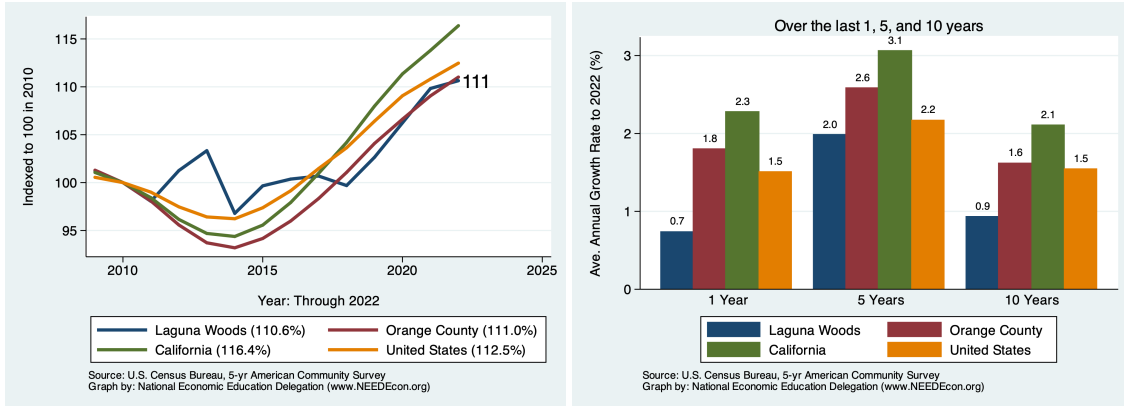 Indexed to 100 in 2010
115
110
105
100
95
111
2010
2015
2020
2025
Year: Through 2022
Laguna Woods (110.6%)
Orange County (111.0%)
California (116.4%)
United States (112.5%)
Source: U.S. Census Bureau, 5-yr American Community Survey
Graph by: National Economic Education Delegation (www.NEEDEcon.org)
Over the last 1, 5, and 10 years
Ave. Annual Growth Rate to 2022 (%)
3
2
1
0
0.7
1.8
2.3
1.5
2.0
2.6
3.1
2.2
0.9
1.6
2.1
1.5
1 Year
5 Years
10 Years
Laguna Woods
Orange County
California
United States
Source: U.S. Census Bureau, 5-yr American Community Survey
Graph by: National Economic Education Delegation (www.NEEDEcon.org)